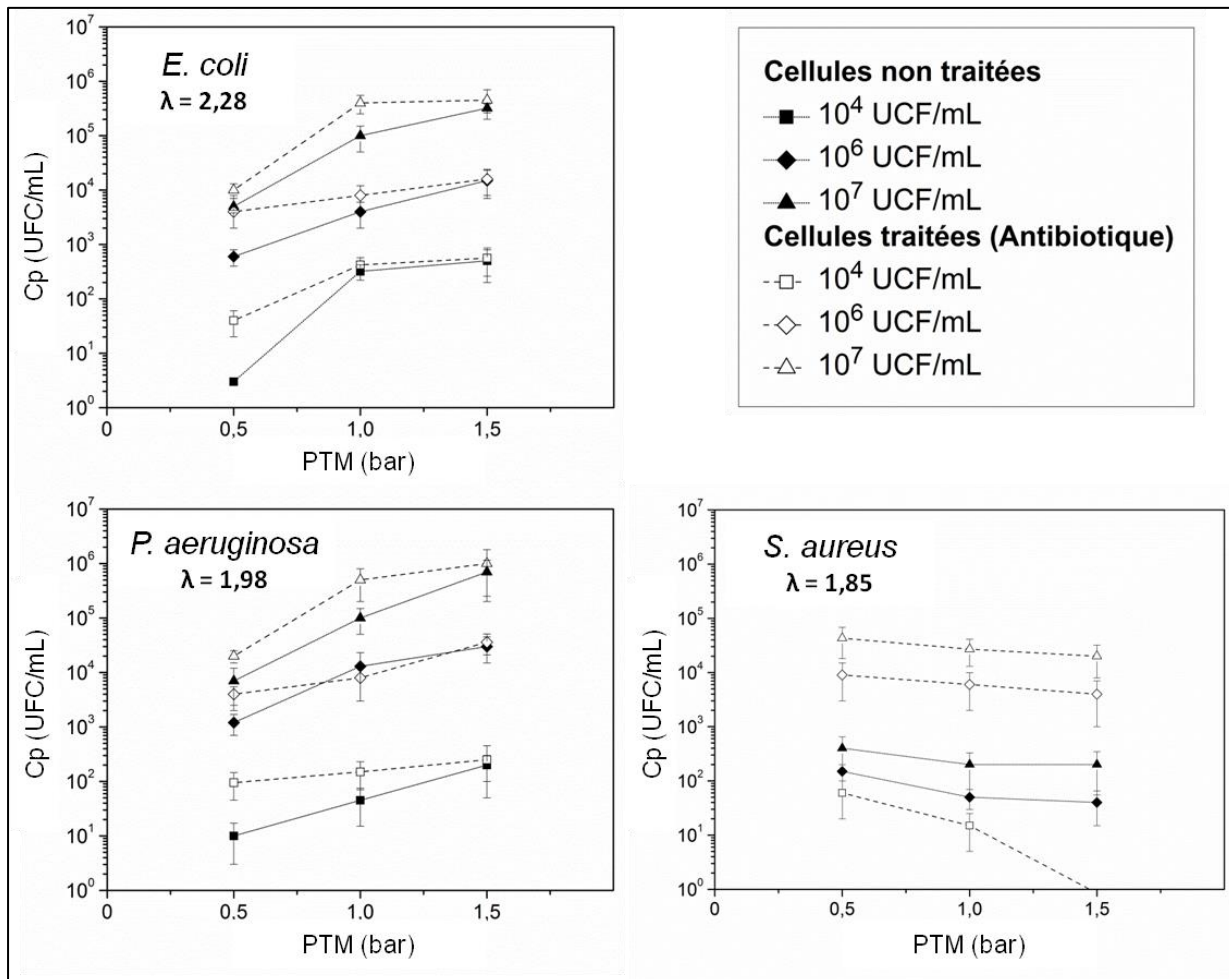 E. coli
λ = 2,28
10⁷
10⁶
10⁵
10⁴
10³
10²
10¹
10⁰
Cp (UFC/mL)
0 0,5 1,0 1,5
PTM (bar)
Cellules non traitées
10⁴ UCF/mL
10⁶ UCF/mL
10⁷ UCF/mL
Cellules traitées (Antibiotique)
10⁴ UCF/mL
10⁶ UCF/mL
10⁷ UCF/mL
P. aeruginosa
λ = 1,98
10⁷
10⁶
10⁵
10⁴
10³
10²
10¹
10⁰
Cp (UFC/mL)
0 0,5 1,0 1,5
PTM (bar)
S. aureus
λ = 1,85
10⁷
10⁶
10⁵
10⁴
10³
10²
10¹
10⁰
Cp (UFC/mL)
0 0,5 1,0 1,5
PTM (bar)